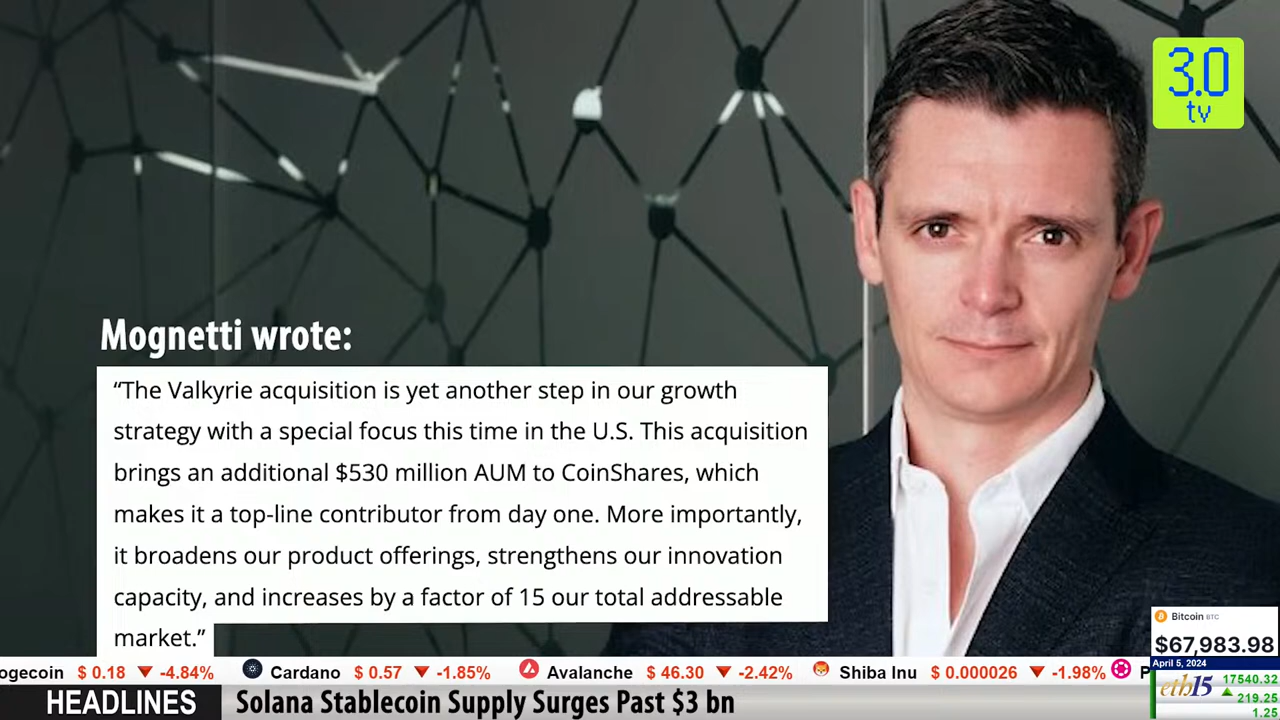 3.0
tv
Mognetti wrote:
“The Valkyrie acquisition is yet another step in our growth
strategy with a special focus this time in the U.S. This acquisition
brings an additional $530 million AUM to CoinShares, which
makes it a top-line contributor from day one. More importantly,
it broadens our product offerings, strengthens our innovation
capacity, and increases by a factor of 15 our total addressable
market.”
Bitcoin BTC
$67,983.98
April 5, 2024
ogecoin $ 0.18 -4.84% Cardano $ 0.57 -1.85% Avalanche $ 46.30 -2.42% Shiba Inu $ 0.000026 -1.98% P
eth15 17540.32
219.25
1.25
HEADLINES Solana Stablecoin Supply Surges Past $3 bn